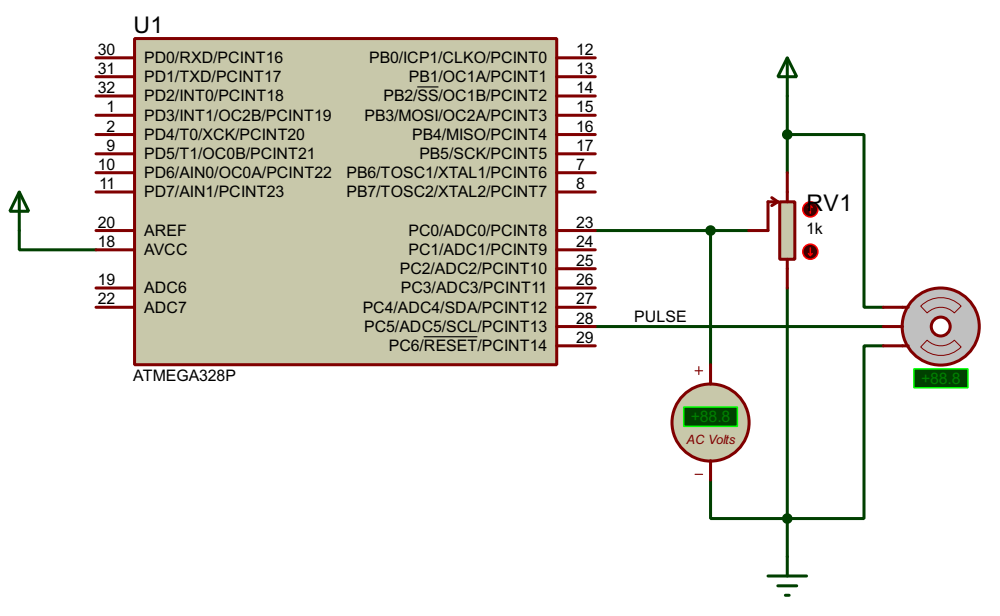 U1
30 PD0/RXD/PCINT16 PB0/ICP1/CLKO/PCINT0 12
31 PD1/TXD/PCINT17 PB1/OC1A/PCINT1 13
32 PD2/INT0/PCINT18 PB2/SS/OC1B/PCINT2 14
1 PD3/INT1/OC2B/PCINT19 PB3/MOSI/OC2A/PCINT3 15
2 PD4/T0/XCK/PCINT20 PB4/MISO/PCINT4 16
9 PD5/T1/OC0B/PCINT21 PB5/SCK/PCINT5 17
10 PD6/AIN0/OC0A/PCINT22 PB6/TOSC1/XTAL1/PCINT6 7
11 PD7/AIN1/PCINT23 PB7/TOSC2/XTAL2/PCINT7 8
RV1
1k
20 AREF PC0/ADC0/PCINT8 23
18 AVCC PC1/ADC1/PCINT9 24
PC2/ADC2/PCINT10 25
19 ADC6 PC3/ADC3/PCINT11 26
22 ADC7 PC4/ADC4/SDA/PCINT12 27
PC5/ADC5/SCL/PCINT13 28 PULSE
PC6/RESET/PCINT14 29
ATMEGA328P
+
+88.8
AC Volts
−
+88.8